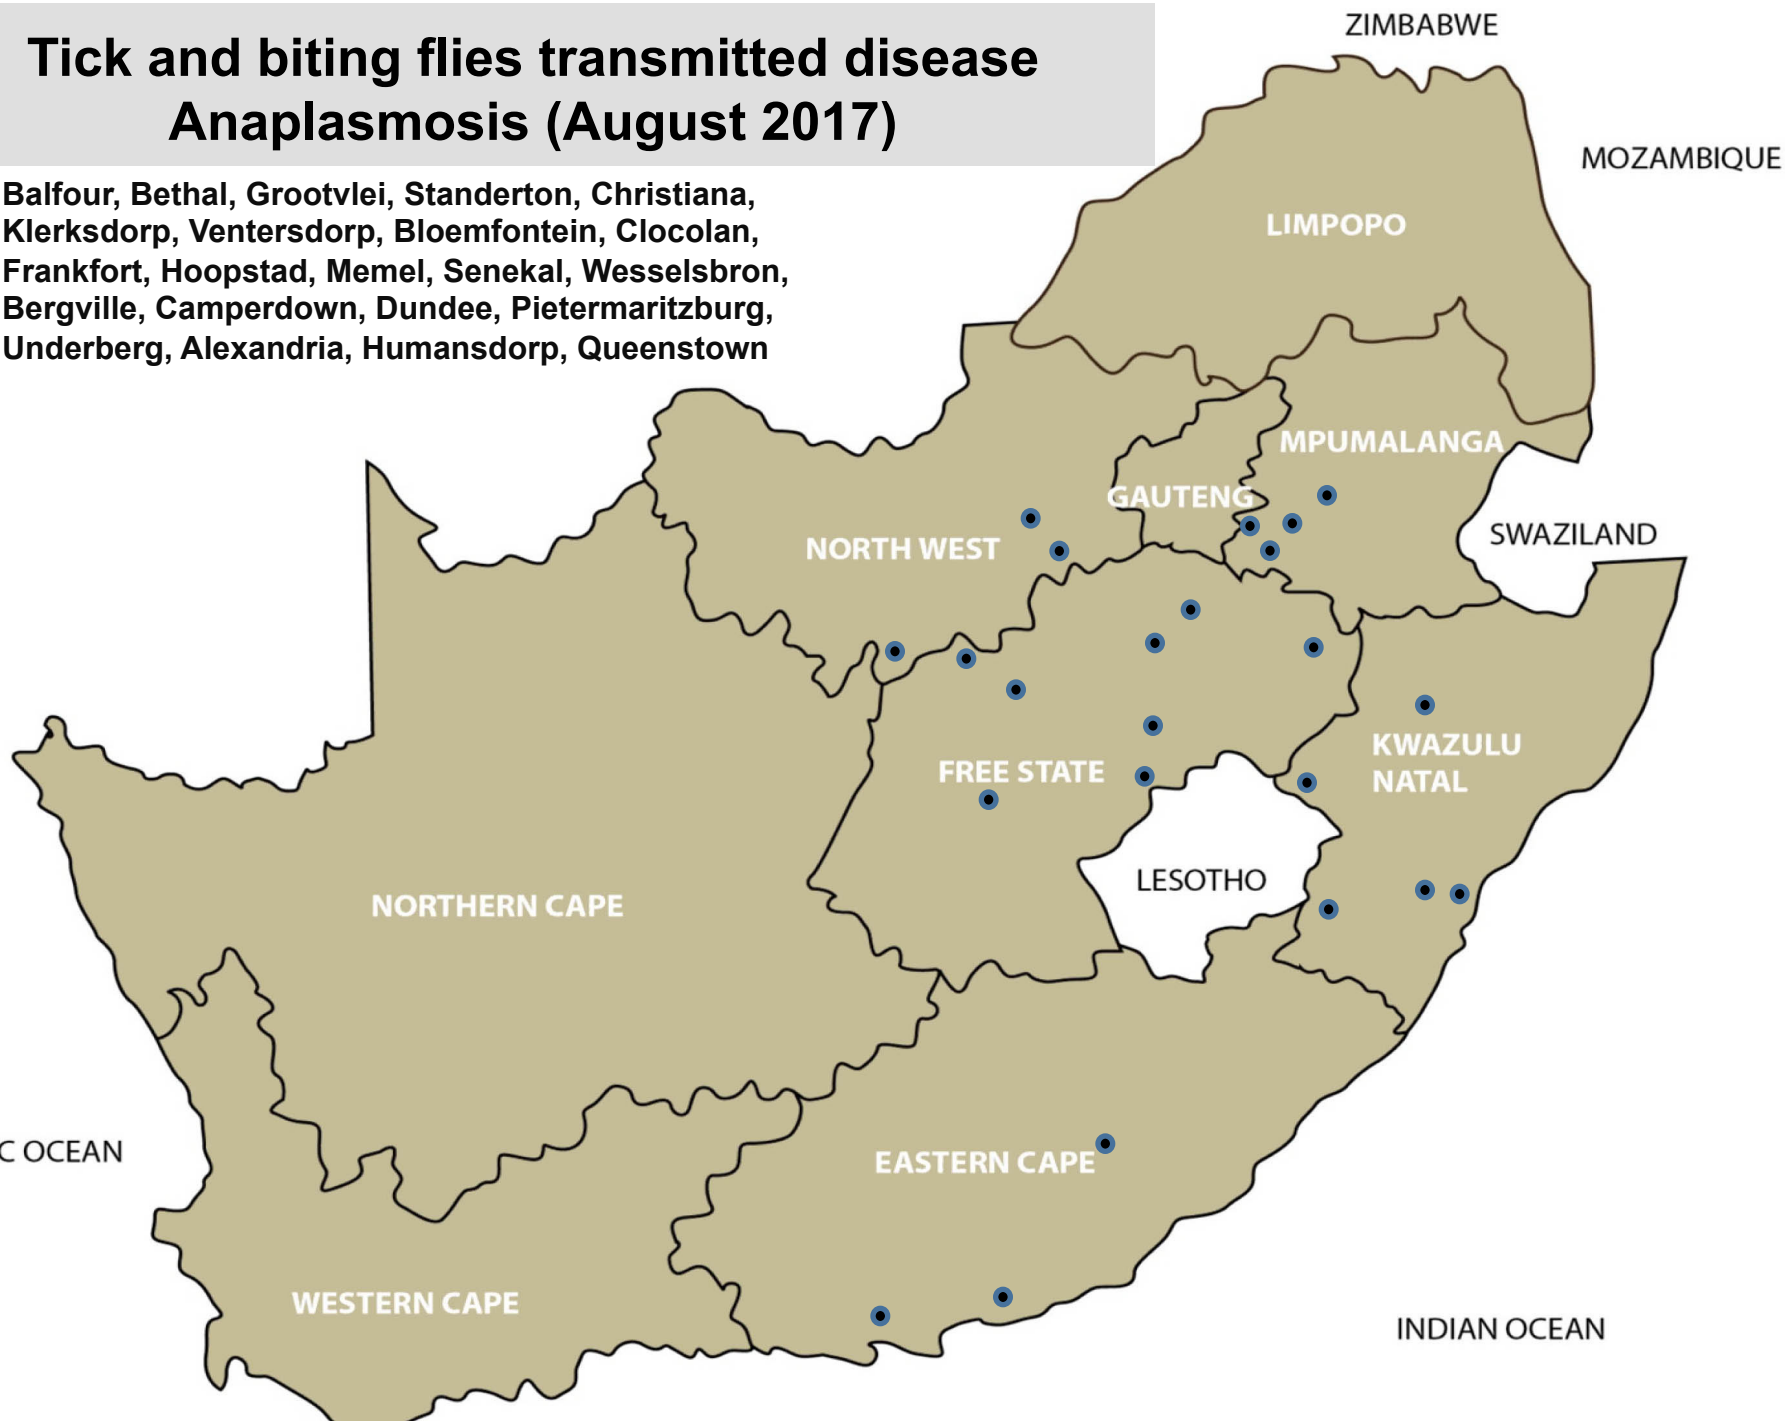 Tick and biting flies transmitted disease
Anaplasmosis (August 2017)
Balfour, Bethal, Grootvlei, Standerton, Christiana,
Klerksdorp, Ventersdorp, Bloemfontein, Clocolan,
Frankfort, Hoopstad, Memel, Senekal, Wesselsbron,
Bergville, Camperdown, Dundee, Pietermaritzburg,
Underberg, Alexandria, Humansdorp, Queenstown
ZIMBABWE
MOZAMBIQUE
LIMPOPO
MPUMALANGA
GAUTENG
NORTH WEST
SWAZILAND
KWAZULU
NATAL
FREE STATE
LESOTHO
NORTHERN CAPE
C OCEAN
EASTERN CAPE
WESTERN CAPE
INDIAN OCEAN